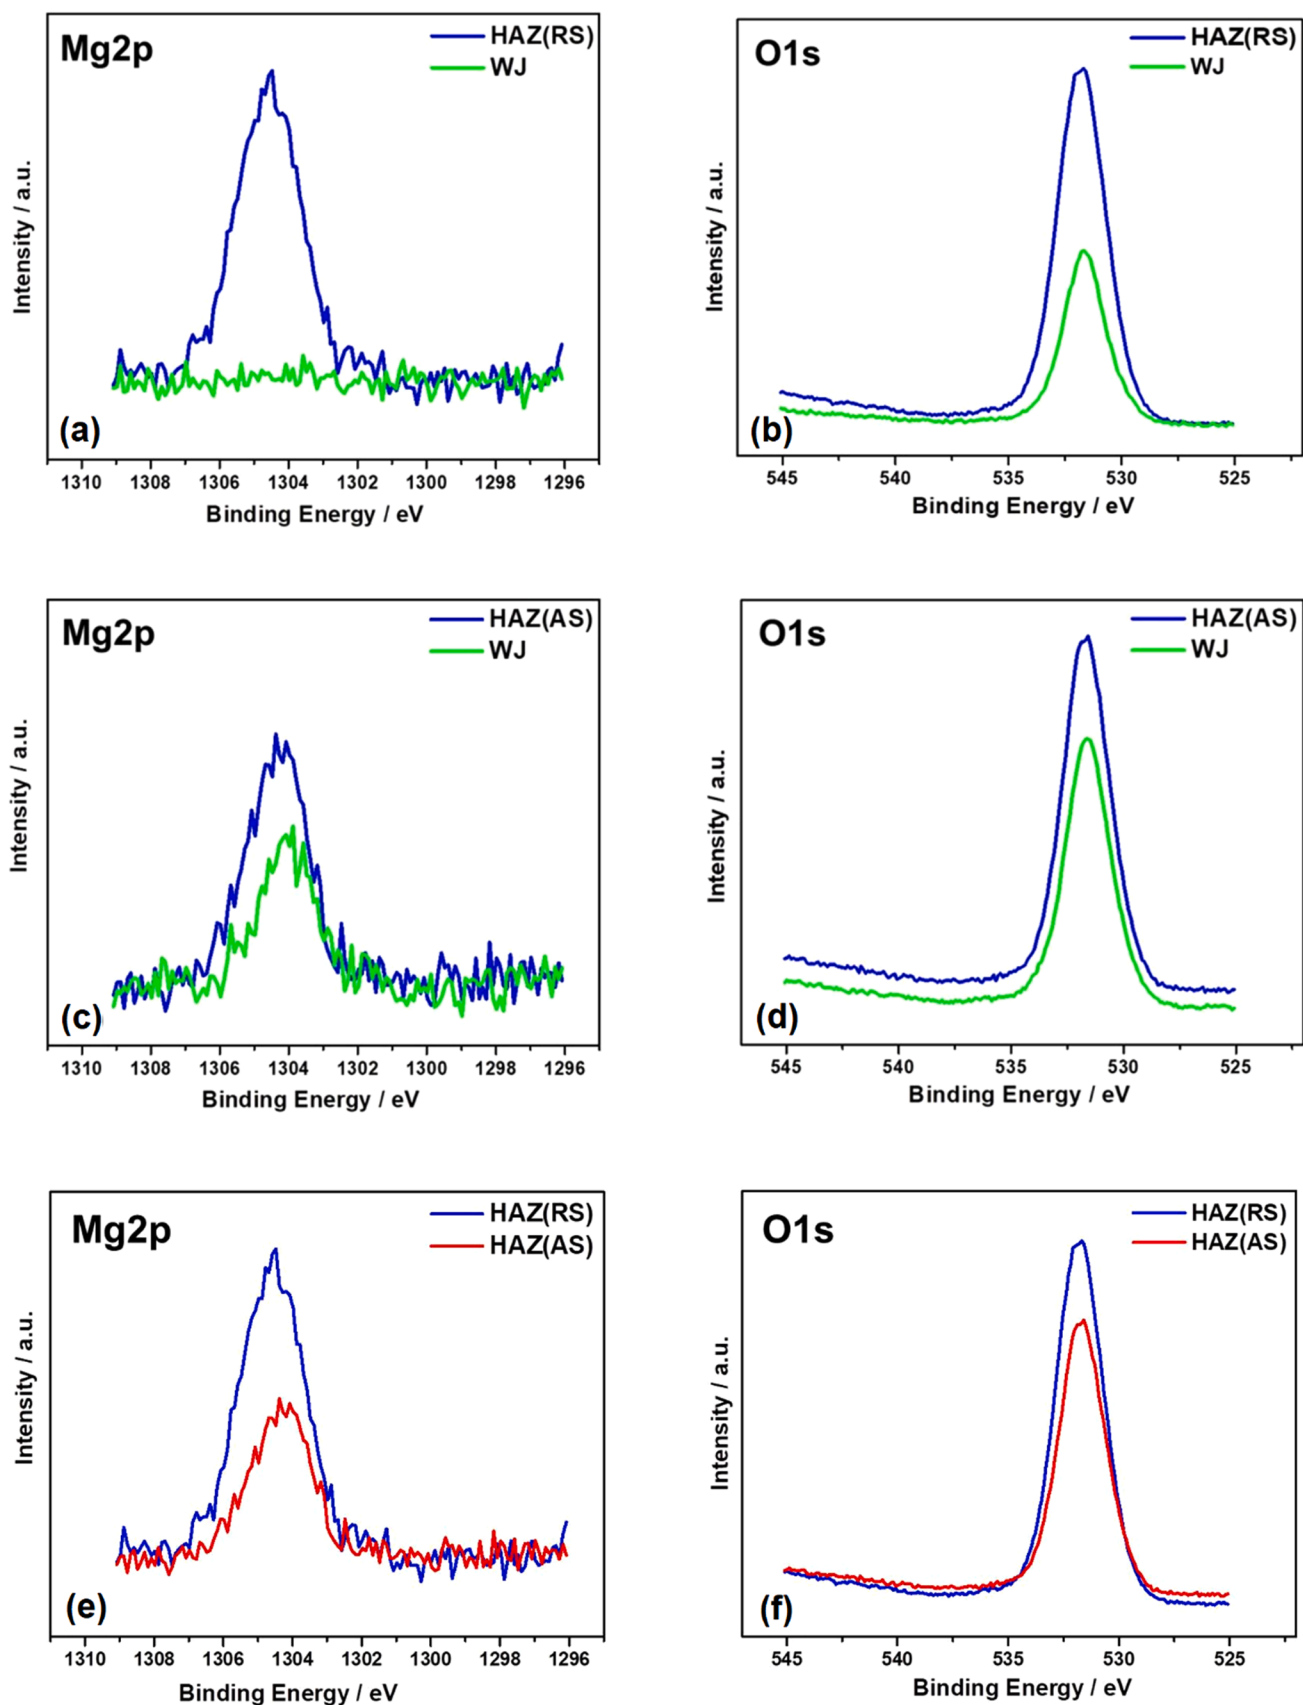 Mg2p
HAZ(RS)
WJ
Intensity / a.u.
(a)
1310 1308 1306 1304 1302 1300 1298 1296
Binding Energy / eV
O1s
HAZ(RS)
WJ
Intensity / a.u.
(b)
545 540 535 530 525
Binding Energy / eV
Mg2p
HAZ(AS)
WJ
Intensity / a.u.
(c)
1310 1308 1306 1304 1302 1300 1298 1296
Binding Energy / eV
O1s
HAZ(AS)
WJ
Intensity / a.u.
(d)
545 540 535 530 525
Binding Energy / eV
Mg2p
HAZ(RS)
HAZ(AS)
Intensity / a.u.
(e)
1310 1308 1306 1304 1302 1300 1298 1296
Binding Energy / eV
O1s
HAZ(RS)
HAZ(AS)
Intensity / a.u.
(f)
545 540 535 530 525
Binding Energy / eV